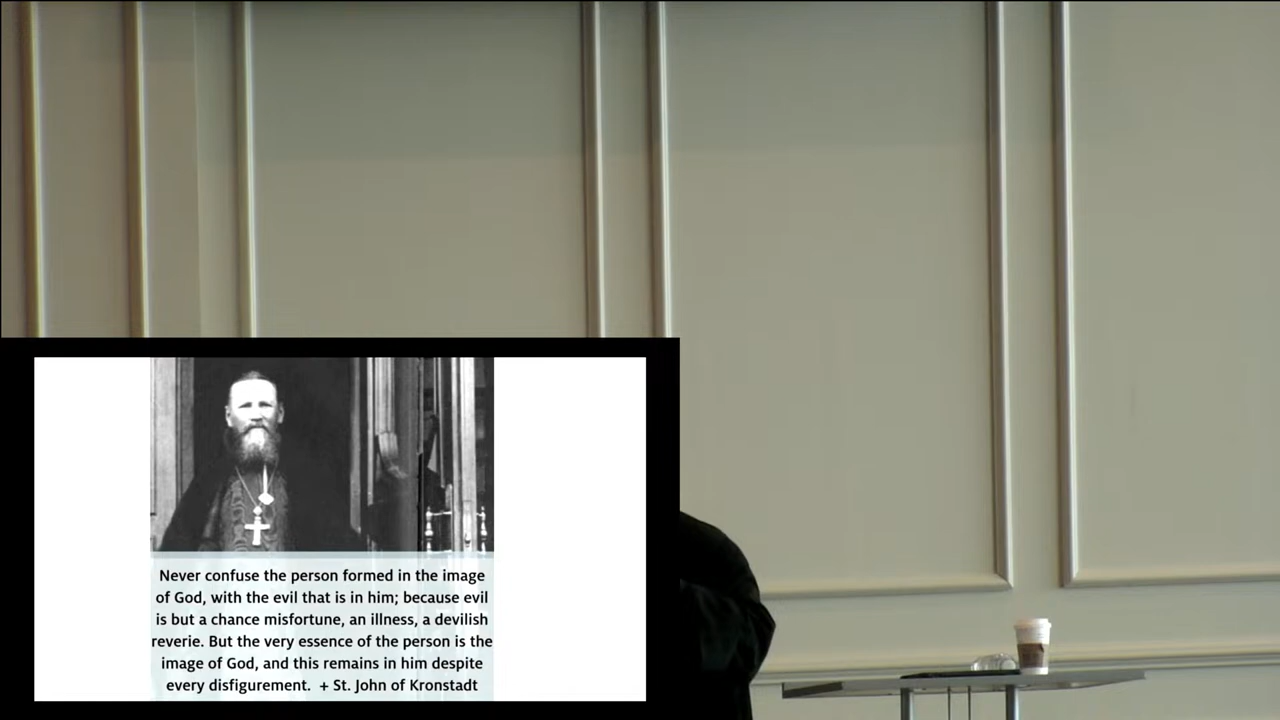 Never confuse the person formed in the image
of God, with the evil that is in him; because evil
is but a chance misfortune, an illness, a devilish
reverie. But the very essence of the person is the
image of God, and this remains in him despite
every disfigurement. + St. John of Kronstadt